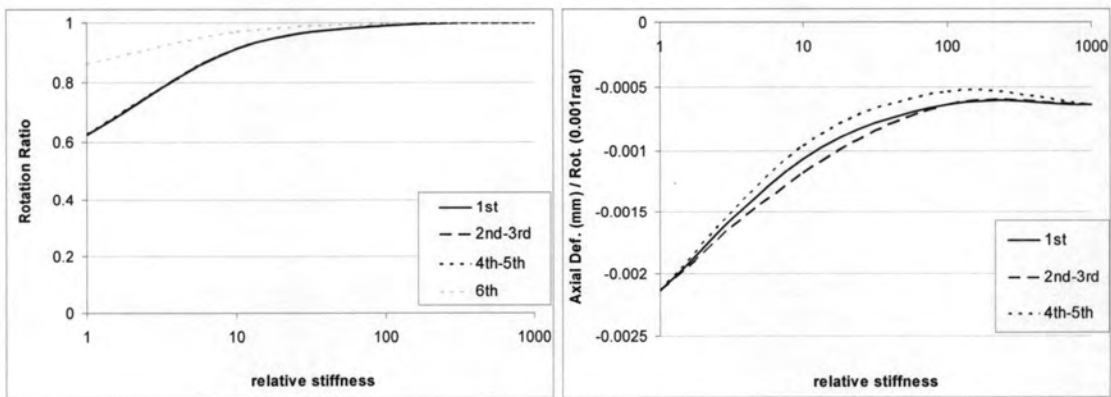 Rotation Ratio
1
0.8
0.6
0.4
0.2
0
1
10
100
1000
relative stiffness
1st
2nd-3rd
4th-5th
6th
Axial Def. (mm) / Rot. (0.001rad)
0
-0.0005
-0.001
-0.0015
-0.002
-0.0025
1
10
100
1000
relative stiffness
1st
2nd-3rd
4th-5th